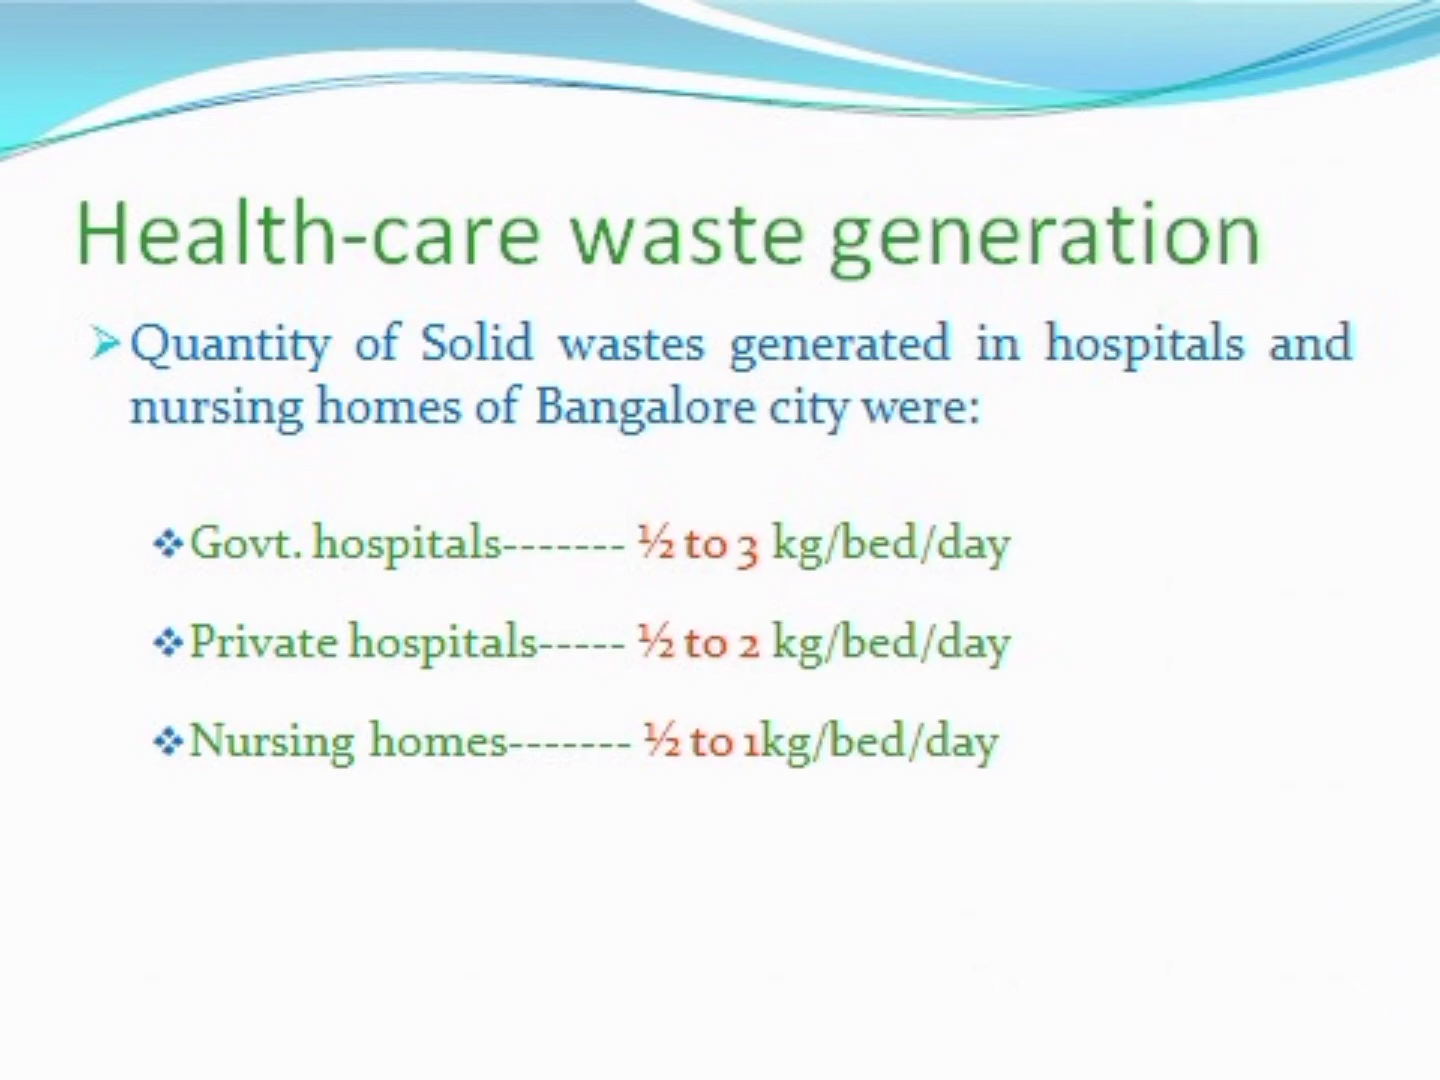 Health-care waste generation
Quantity of Solid wastes generated in hospitals and
nursing homes of Bangalore city were:
Govt. hospitals------- ½ to 3 kg/bed/day
Private hospitals----- ½ to 2 kg/bed/day
Nursing homes------- ½ to 1kg/bed/day